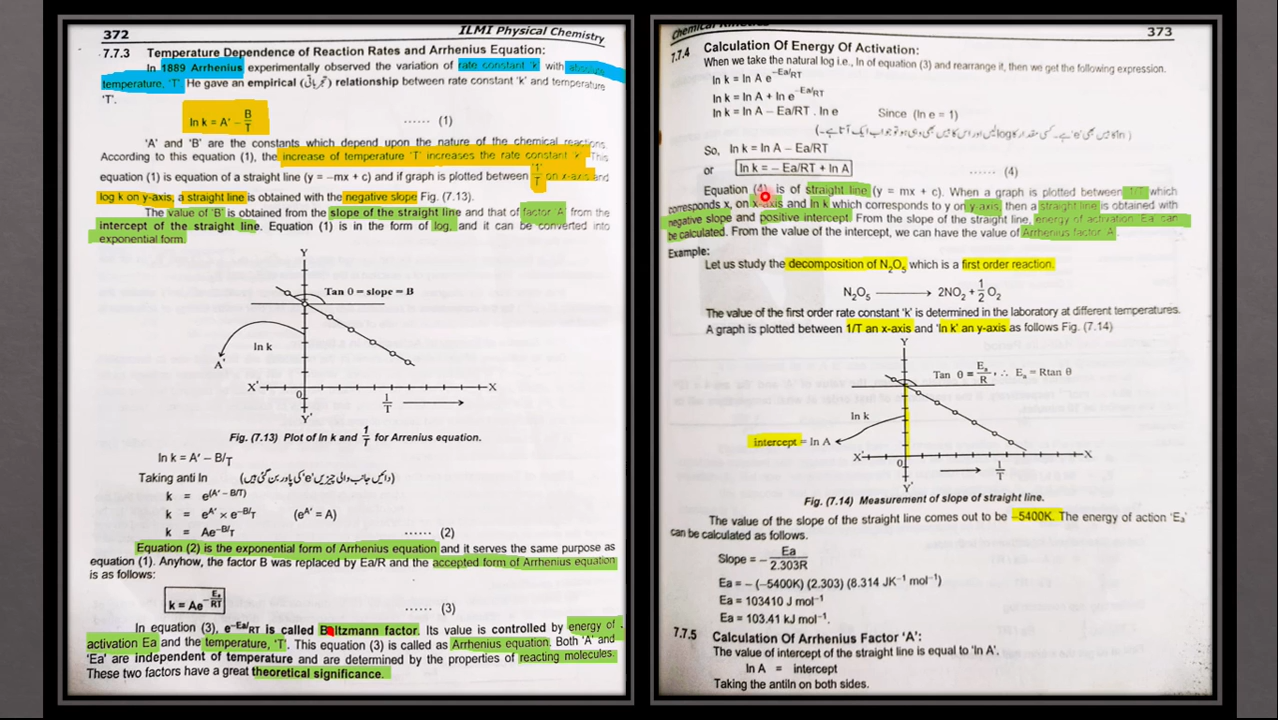 372
ILMI Physical Chemistry
7.7.3 Temperature Dependence of Reaction Rates and Arrhenius Equation:
In 1889 Arrhenius experimentally observed the variation of rate constant 'k' with absolute
temperature, 'T'. He gave an empirical (تجرباتی) relationship between rate constant 'k' and temperature
'T'.
ln k = A' − B/T ...... (1)
'A' and 'B' are the constants which depend upon the nature of the chemical reactions.
According to this equation (1), the increase of temperature 'T' increases the rate constant 'k'. This
equation (1) is equation of a straight line (y = −mx + c) and if graph is plotted between '1/T' on x-axis and
log k on y-axis; a straight line is obtained with the negative slope Fig. (7.13).
The value of 'B' is obtained from the slope of the straight line and that of factor 'A' from the
intercept of the straight line. Equation (1) is in the form of log, and it can be converted into
exponential form.
Y
Tan θ = slope = B
ln k
A'
X'
X
0
Y'
1/T
Fig. (7.13) Plot of ln k and 1/T for Arrenius equation.
ln k = A' − B/T
Taking anti ln (دائیں جانب والی چیزیں 'e' کی پاور بن گئی ہیں)
k = e(A' − B/T)
k = eA' × e−B/T (eA' = A)
k = Ae−B/T ...... (2)
Equation (2) is the exponential form of Arrhenius equation and it serves the same purpose as
equation (1). Anyhow, the factor B was replaced by Ea/R and the accepted form of Arrhenius equation
is as follows:
k = Ae−Ea/RT ...... (3)
In equation (3), e−Ea/RT is called Boltzmann factor. Its value is controlled by energy of
activation Ea and the temperature, 'T'. This equation (3) is called as Arrhenius equation. Both 'A' and
'Ea' are independent of temperature and are determined by the properties of reacting molecules.
These two factors have a great theoretical significance.
Chemical Kinetics
373
7.7.4 Calculation Of Energy Of Activation:
When we take the natural log i.e., ln of equation (3) and rearrange it, then we get the following expression.
ln k = ln A e−Ea/RT
ln k = ln A + ln e−Ea/RT
ln k = ln A − Ea/RT . ln e Since (ln e = 1)
So, ln k = ln A − Ea/RT
or ln k = − Ea/RT + ln A ...... (4)
Equation (4) is of straight line (y = mx + c). When a graph is plotted between 1/T which
corresponds x, on x-axis and ln k which corresponds to y on y-axis, then a straight line is obtained with
negative slope and positive intercept. From the slope of the straight line, energy of activation Ea can
be calculated. From the value of the intercept, we can have the value of Arrhenius factor A.
Example:
Let us study the decomposition of N₂O₅ which is a first order reaction.
N₂O₅ ⟶ 2NO₂ + 1/2 O₂
The value of the first order rate constant 'k' is determined in the laboratory at different temperatures.
A graph is plotted between 1/T an x-axis and 'ln k' an y-axis as follows Fig. (7.14)
Y
Tan θ = Ea/R, ∴ Ea = Rtan θ
ln k
intercept = ln A
X'
X
0
Y'
1/T
Fig. (7.14) Measurement of slope of straight line.
The value of the slope of the straight line comes out to be −5400K. The energy of action 'Ea'
can be calculated as follows.
Slope = − Ea/2.303R
Ea = − (−5400K) (2.303) (8.314 JK⁻¹ mol⁻¹)
Ea = 103410 J mol⁻¹
Ea = 103.41 kJ mol⁻¹.
7.7.5 Calculation Of Arrhenius Factor 'A':
The value of intercept of the straight line is equal to 'ln A'.
ln A = intercept
Taking the antiln on both sides.